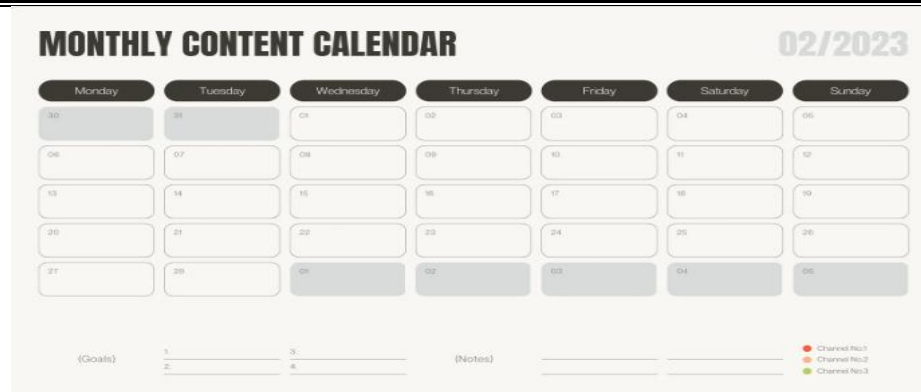 MONTHLY CONTENT CALENDAR 02/2023
Monday Tuesday Wednesday Thursday Friday Saturday Sunday
30 31 01 02 03 04 05
06 07 08 09 10 11 12
13 14 15 16 17 18 19
20 21 22 23 24 25 26
27 28 01 02 03 04 05
(Goals) 1. 3. (Notes)
2. 4.
Channel No.1
Channel No.2
Channel No.3